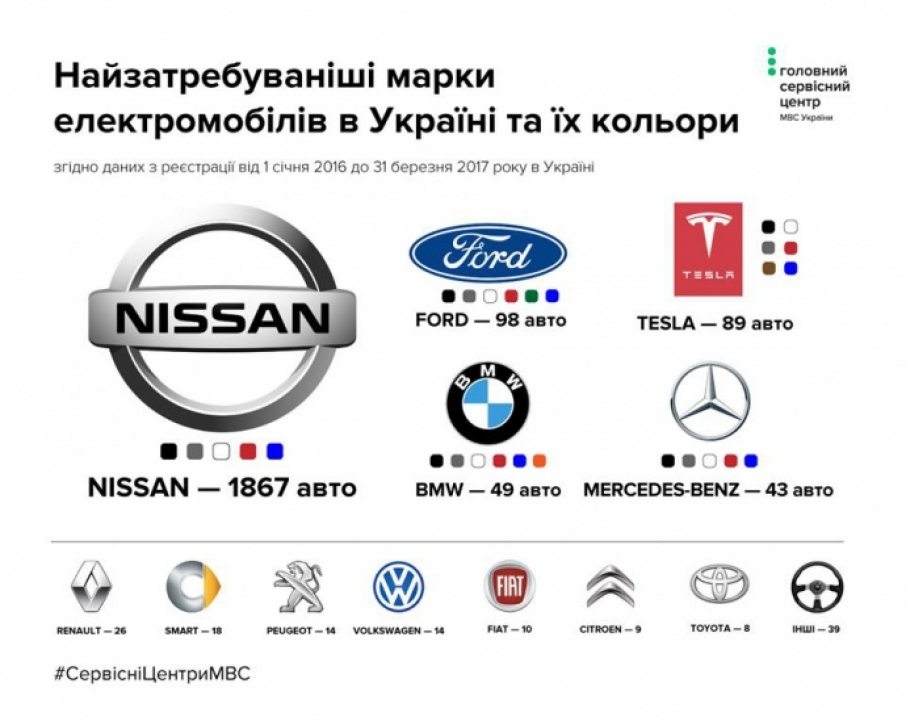 Найзатребуваніші марки
електромобілів в Україні та їх кольори
головний
сервісний
центр
МВС України
згідно даних з реєстрації від 1 січня 2016 до 31 березня 2017 року в Україні
NISSAN
NISSAN — 1867 авто
Ford
FORD — 98 авто
TESLA
TESLA — 89 авто
BMW
BMW — 49 авто
MERCEDES-BENZ — 43 авто
RENAULT — 26
SMART — 18
PEUGEOT — 14
VOLKSWAGEN — 14
FIAT
FIAT — 10
CITROEN — 9
TOYOTA — 8
ІНШІ — 39
#СервісніЦентриМВС